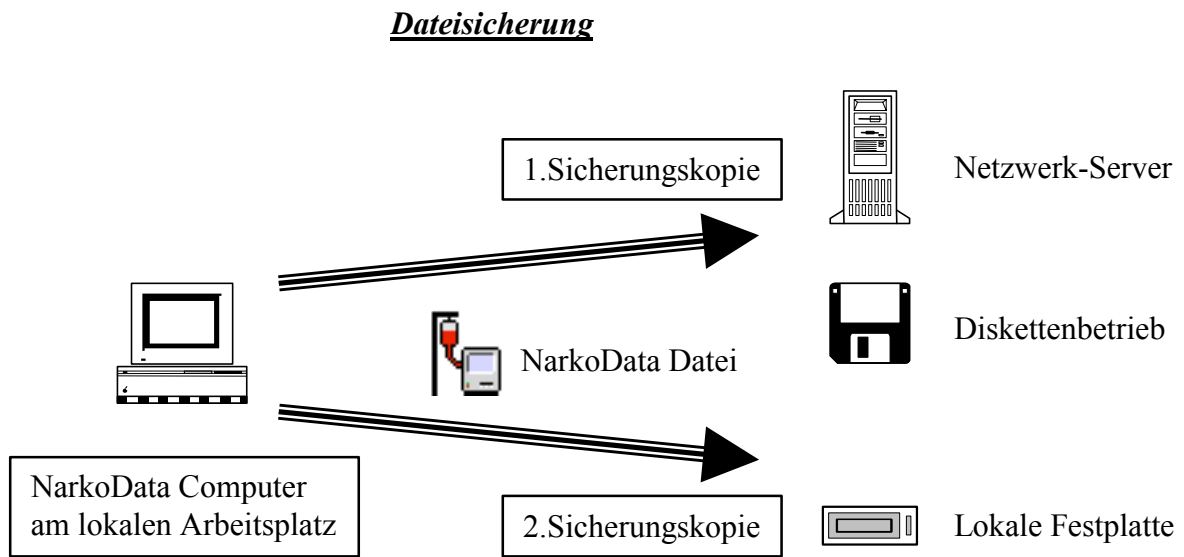 Dateisicherung
1.Sicherungskopie
Netzwerk-Server
Diskettenbetrieb
NarkoData Datei
NarkoData Computer
am lokalen Arbeitsplatz
2.Sicherungskopie
Lokale Festplatte